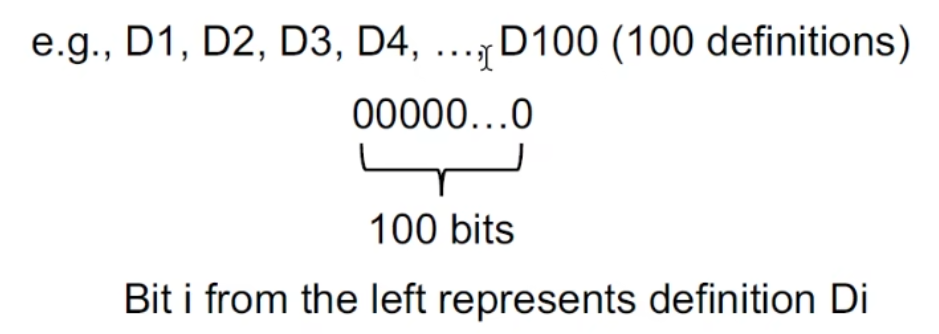 e.g., D1, D2, D3, D4, …, D100 (100 definitions)
00000…0
100 bits
Bit i from the left represents definition Di